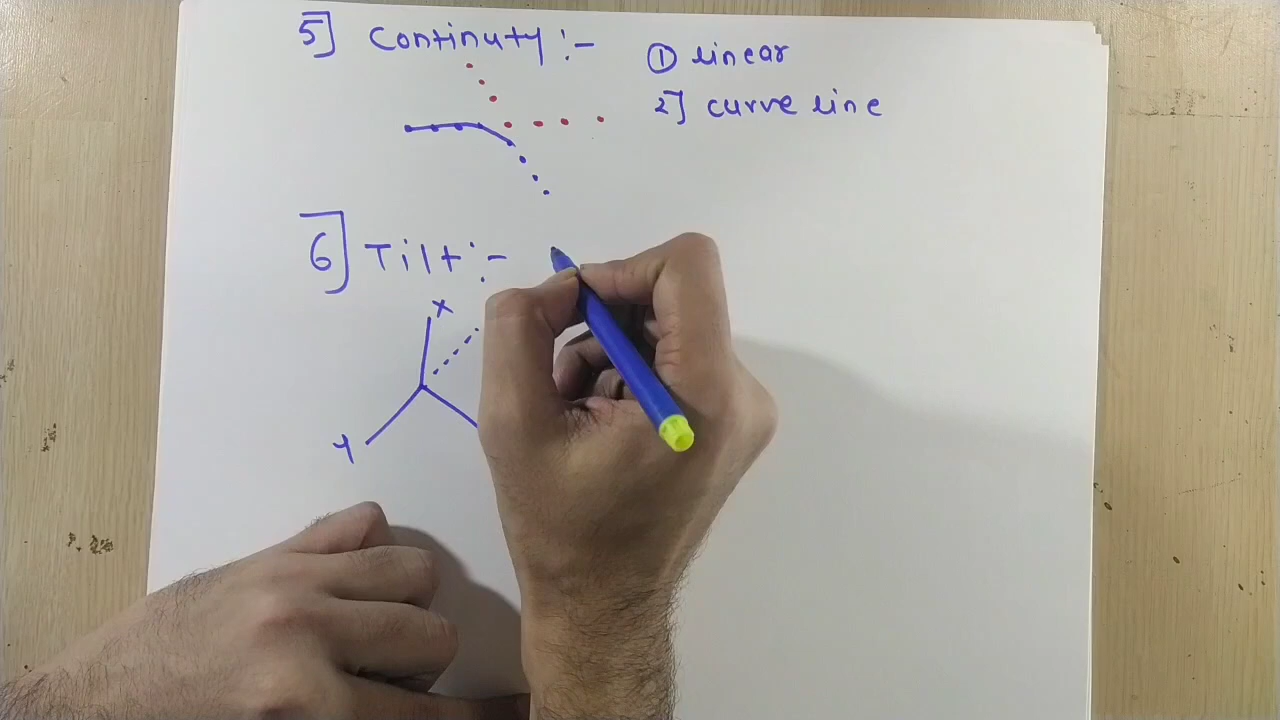 5] Continuty :-
① linear
2] curve line
6] Tilt :-
X
Y